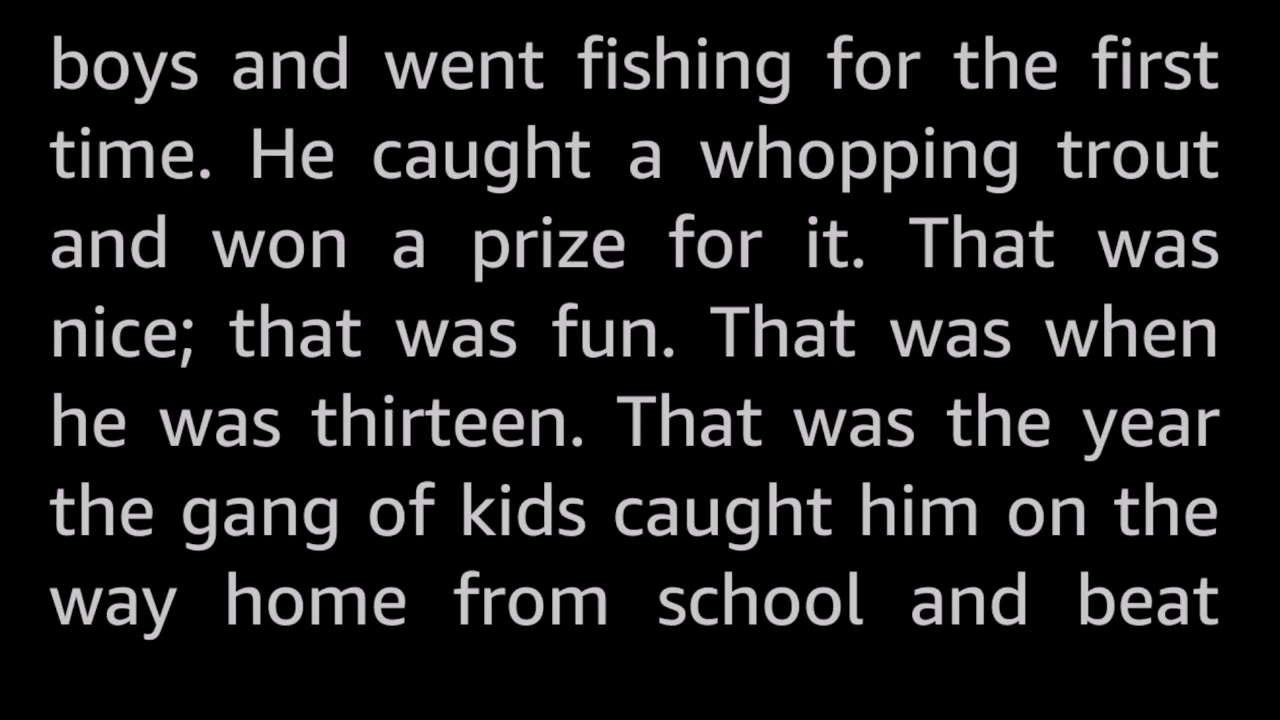 boys and went fishing for the first
time. He caught a whopping trout
and won a prize for it. That was
nice; that was fun. That was when
he was thirteen. That was the year
the gang of kids caught him on the
way home from school and beat